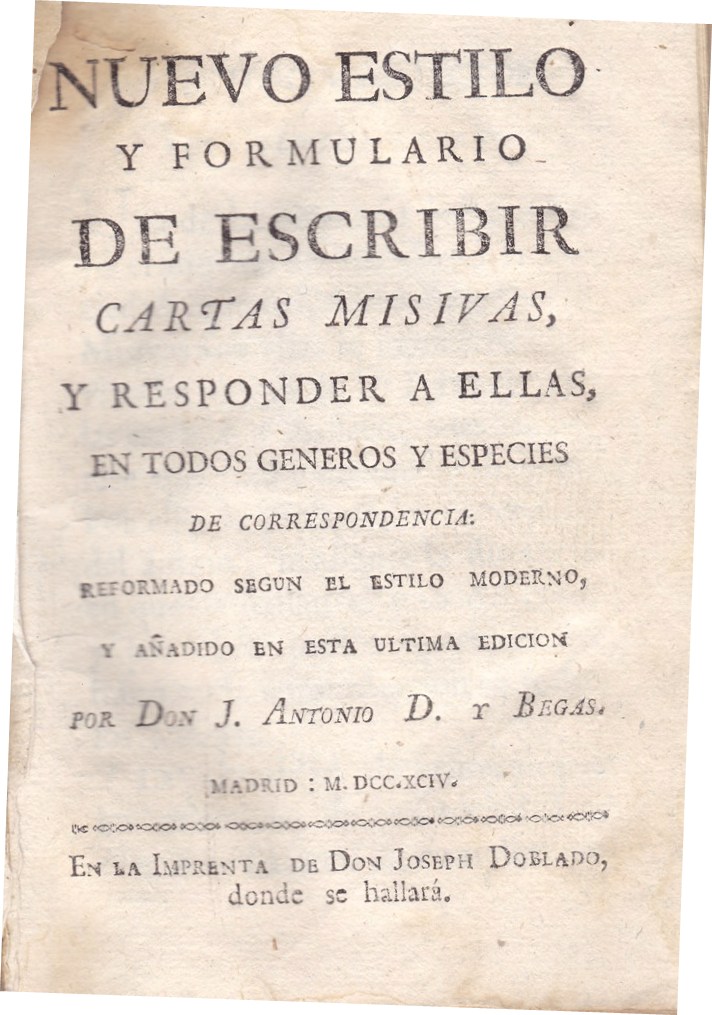 NUEVO ESTILO
Y FORMULARIO
DE ESCRIBIR
CARTAS MISIVAS,
Y RESPONDER A ELLAS,
EN TODOS GENEROS Y ESPECIES
DE CORRESPONDENCIA:
REFORMADO SEGUN EL ESTILO MODERNO,
Y AÑADIDO EN ESTA ULTIMA EDICION
POR DON J. ANTONIO D. Y BEGAS.
MADRID : M. DCC.XCIV.
EN LA IMPRENTA DE DON JOSEPH DOBLADO,
donde se hallará.